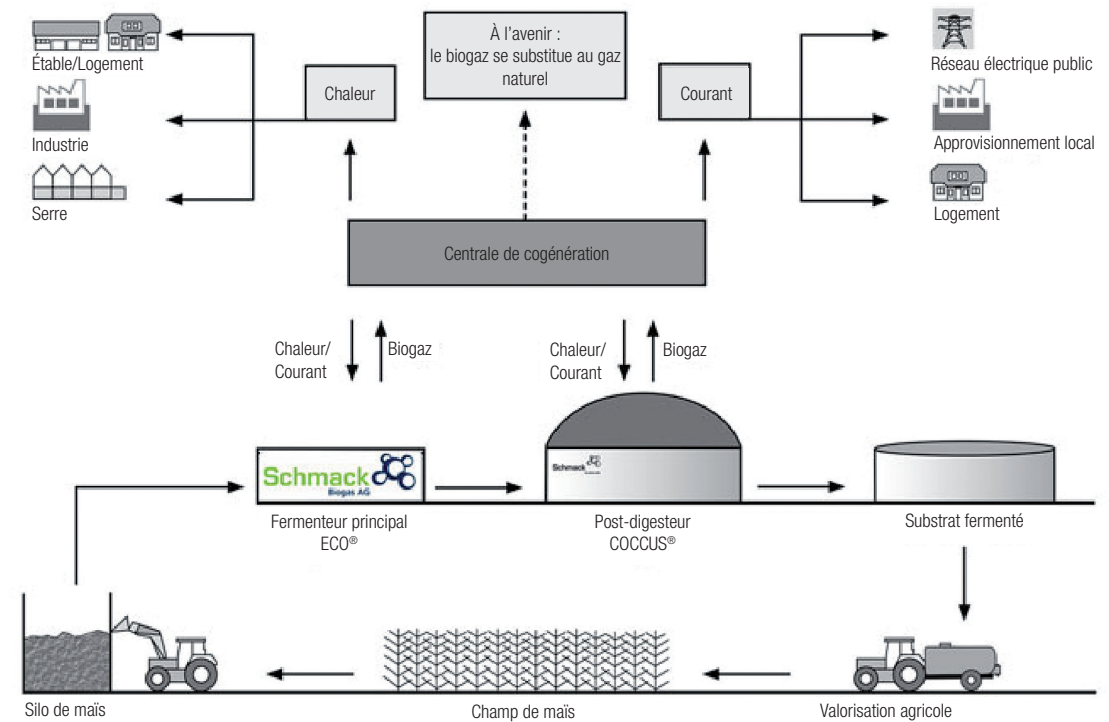 À l'avenir :
le biogaz se substitue au gaz
naturel
Étable/Logement
Chaleur
Courant
Réseau électrique public
Industrie
Approvisionnement local
Serre
Logement
Centrale de cogénération
Chaleur/
Courant
Biogaz
Chaleur/
Courant
Biogaz
Schmack
Biogas AG
Schmack
Fermenteur principal
ECO®
Post-digesteur
COCCUS®
Substrat fermenté
Silo de maïs
Champ de maïs
Valorisation agricole